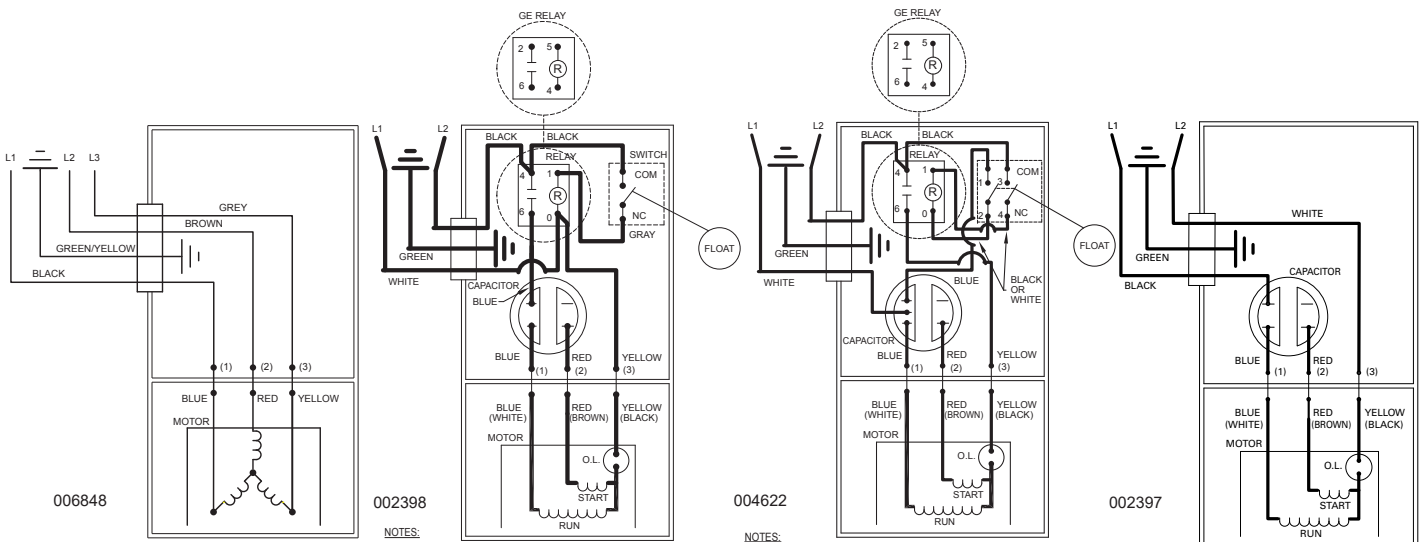 L1
L2
L3
GREY
BROWN
GREEN/YELLOW
BLACK
(1)
(2)
(3)
BLUE
RED
YELLOW
MOTOR
006848
GE RELAY
2
5
R
6
4
L1
L2
BLACK
BLACK
RELAY
4
1
R
6
0
SWITCH
COM
NC
GRAY
FLOAT
GREEN
WHITE
CAPACITOR
BLUE
BLUE
RED
YELLOW
(1)
(2)
(3)
BLUE
(WHITE)
RED
(BROWN)
YELLOW
(BLACK)
MOTOR
O.L.
START
RUN
002398
NOTES:
GE RELAY
2
5
R
6
4
L1
L2
BLACK
BLACK
RELAY
4
1
R
6
0
1
3
COM
2
4
NC
FLOAT
GREEN
WHITE
BLUE
BLACK
OR
WHITE
CAPACITOR
BLUE
RED
YELLOW
(1)
(2)
(3)
BLUE
(WHITE)
RED
(BROWN)
YELLOW
(BLACK)
MOTOR
O.L.
START
RUN
004622
NOTES:
L1
L2
WHITE
GREEN
BLACK
CAPACITOR
BLUE
RED
(1)
(2)
(3)
BLUE
(WHITE)
RED
(BROWN)
YELLOW
(BLACK)
MOTOR
O.L.
START
RUN
002397